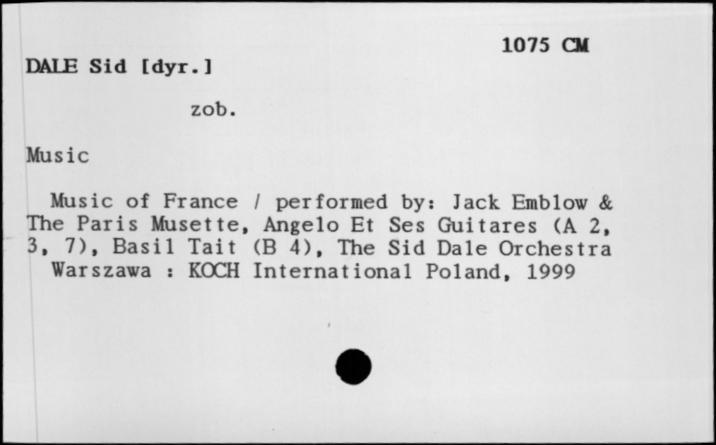 1075 CM
DALE Sid [dyr.]
zob.
Music
Music of France / performed by: Jack Emblow &
The Paris Musette, Angelo Et Ses Guitares (A 2,
3, 7), Basil Tait (B 4), The Sid Dale Orchestra
Warszawa : KOCH International Poland, 1999